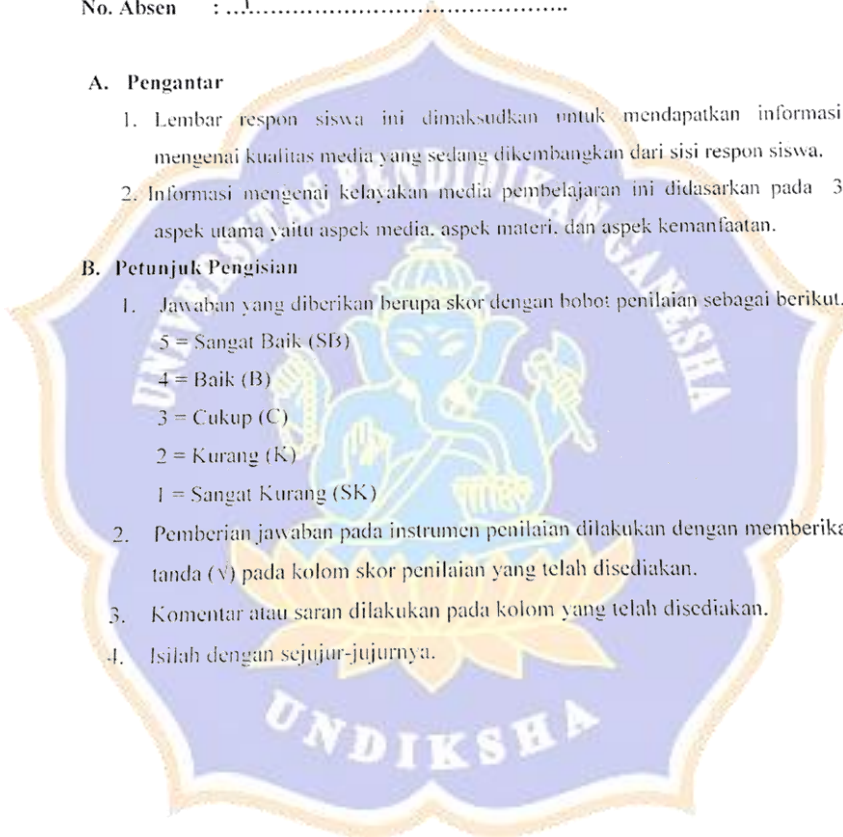 No. Absen : ...1..............................................
A. Pengantar
1. Lembar respon siswa ini dimaksudkan untuk mendapatkan informasi
mengenai kualitas media yang sedang dikembangkan dari sisi respon siswa.
2. Informasi mengenai kelayakan media pembelajaran ini didasarkan pada 3
aspek utama yaitu aspek media, aspek materi, dan aspek kemanfaatan.
B. Petunjuk Pengisian
1. Jawaban yang diberikan berupa skor dengan bobot penilaian sebagai berikut.
5 = Sangat Baik (SB)
4 = Baik (B)
3 = Cukup (C)
2 = Kurang (K)
1 = Sangat Kurang (SK)
2. Pemberian jawaban pada instrumen penilaian dilakukan dengan memberika
tanda (√) pada kolom skor penilaian yang telah disediakan.
3. Komentar atau saran dilakukan pada kolom yang telah disediakan.
4. Isilah dengan sejujur-jujurnya.
UNIVERSITAS PENDIDIKAN GANESHA
UNDIKSHA